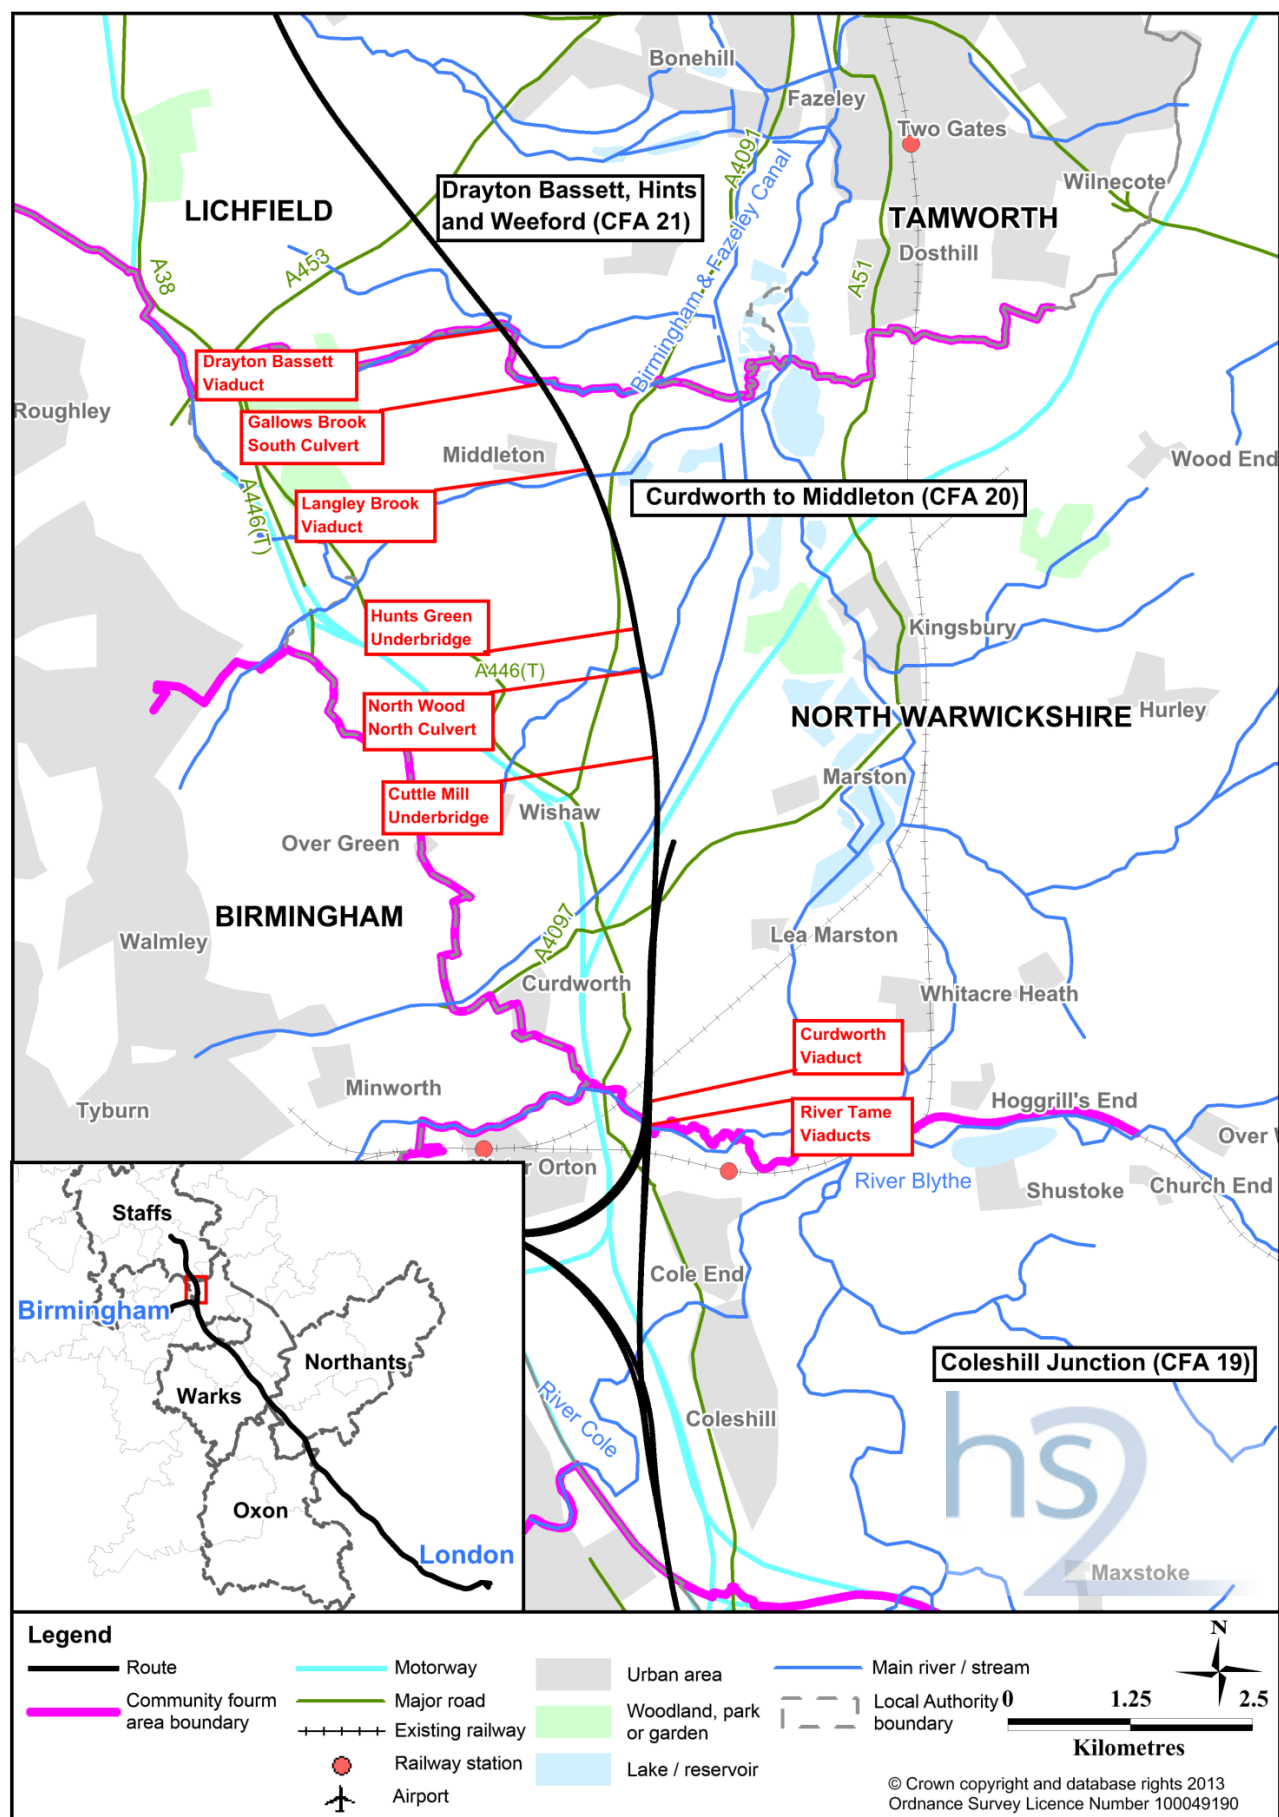 Bonehill
Fazeley
Two Gates
Wilnecote
A4091
Birmingham & Fazeley Canal
Drayton Bassett, Hints
and Weeford (CFA 21)
LICHFIELD
TAMWORTH
Dosthill
A38
A453
A51
Drayton Bassett
Viaduct
Roughley
Gallows Brook
South Culvert
Middleton
Wood End
A446(T)
Langley Brook
Viaduct
Curdworth to Middleton (CFA 20)
Hunts Green
Underbridge
Kingsbury
A446(T)
North Wood
North Culvert
NORTH WARWICKSHIRE
Hurley
Marston
Cuttle Mill
Underbridge
Wishaw
Over Green
BIRMINGHAM
Walmley
A4097
Lea Marston
Curdworth
Whitacre Heath
Curdworth
Viaduct
Minworth
Tyburn
Hoggrill's End
River Tame
Viaducts
Over
Orton
River Blythe
Shustoke
Church End
Cole End
Coleshill Junction (CFA 19)
River Cole
Coleshill
hs2
Maxstoke
Staffs
Birmingham
Northants
Warks
Oxon
London
Legend
Route
Community fourm
area boundary
Motorway
Major road
Existing railway
Railway station
Airport
Urban area
Woodland, park
or garden
Lake / reservoir
Main river / stream
Local Authority
boundary
N
0 1.25 2.5
Kilometres
© Crown copyright and database rights 2013
Ordnance Survey Licence Number 100049190